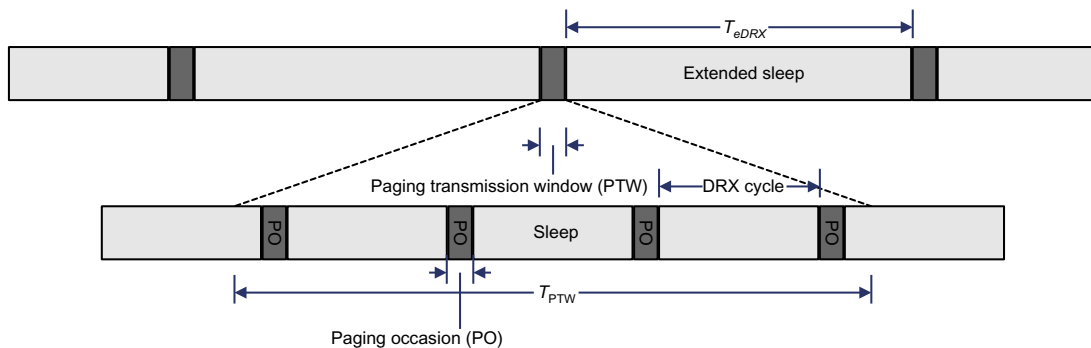 T_eDRX
Extended sleep
Paging transmission window (PTW)
DRX cycle
PO
PO
Sleep
PO
PO
T_PTW
Paging occasion (PO)